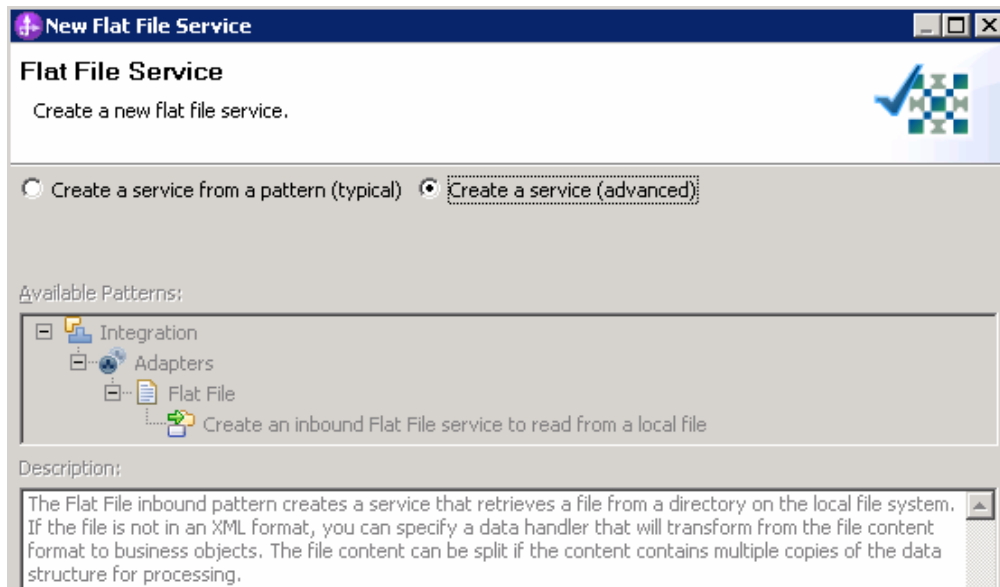 New Flat File Service
Flat File Service
Create a new flat file service.
Create a service from a pattern (typical) Create a service (advanced)
Available Patterns:
Integration
Adapters
Flat File
Create an inbound Flat File service to read from a local file
Description:
The Flat File inbound pattern creates a service that retrieves a file from a directory on the local file system.
If the file is not in an XML format, you can specify a data handler that will transform from the file content
format to business objects. The file content can be split if the content contains multiple copies of the data
structure for processing.